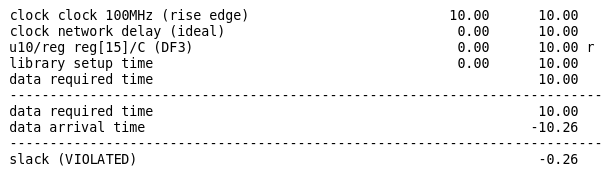 clock clock 100MHz (rise edge) 10.00 10.00
clock network delay (ideal) 0.00 10.00
u10/reg reg[15]/C (DF3) 0.00 10.00 r
library setup time 0.00 10.00
data required time 10.00
--------------------------------------------------------------------------
data required time 10.00
data arrival time -10.26
--------------------------------------------------------------------------
slack (VIOLATED) -0.26